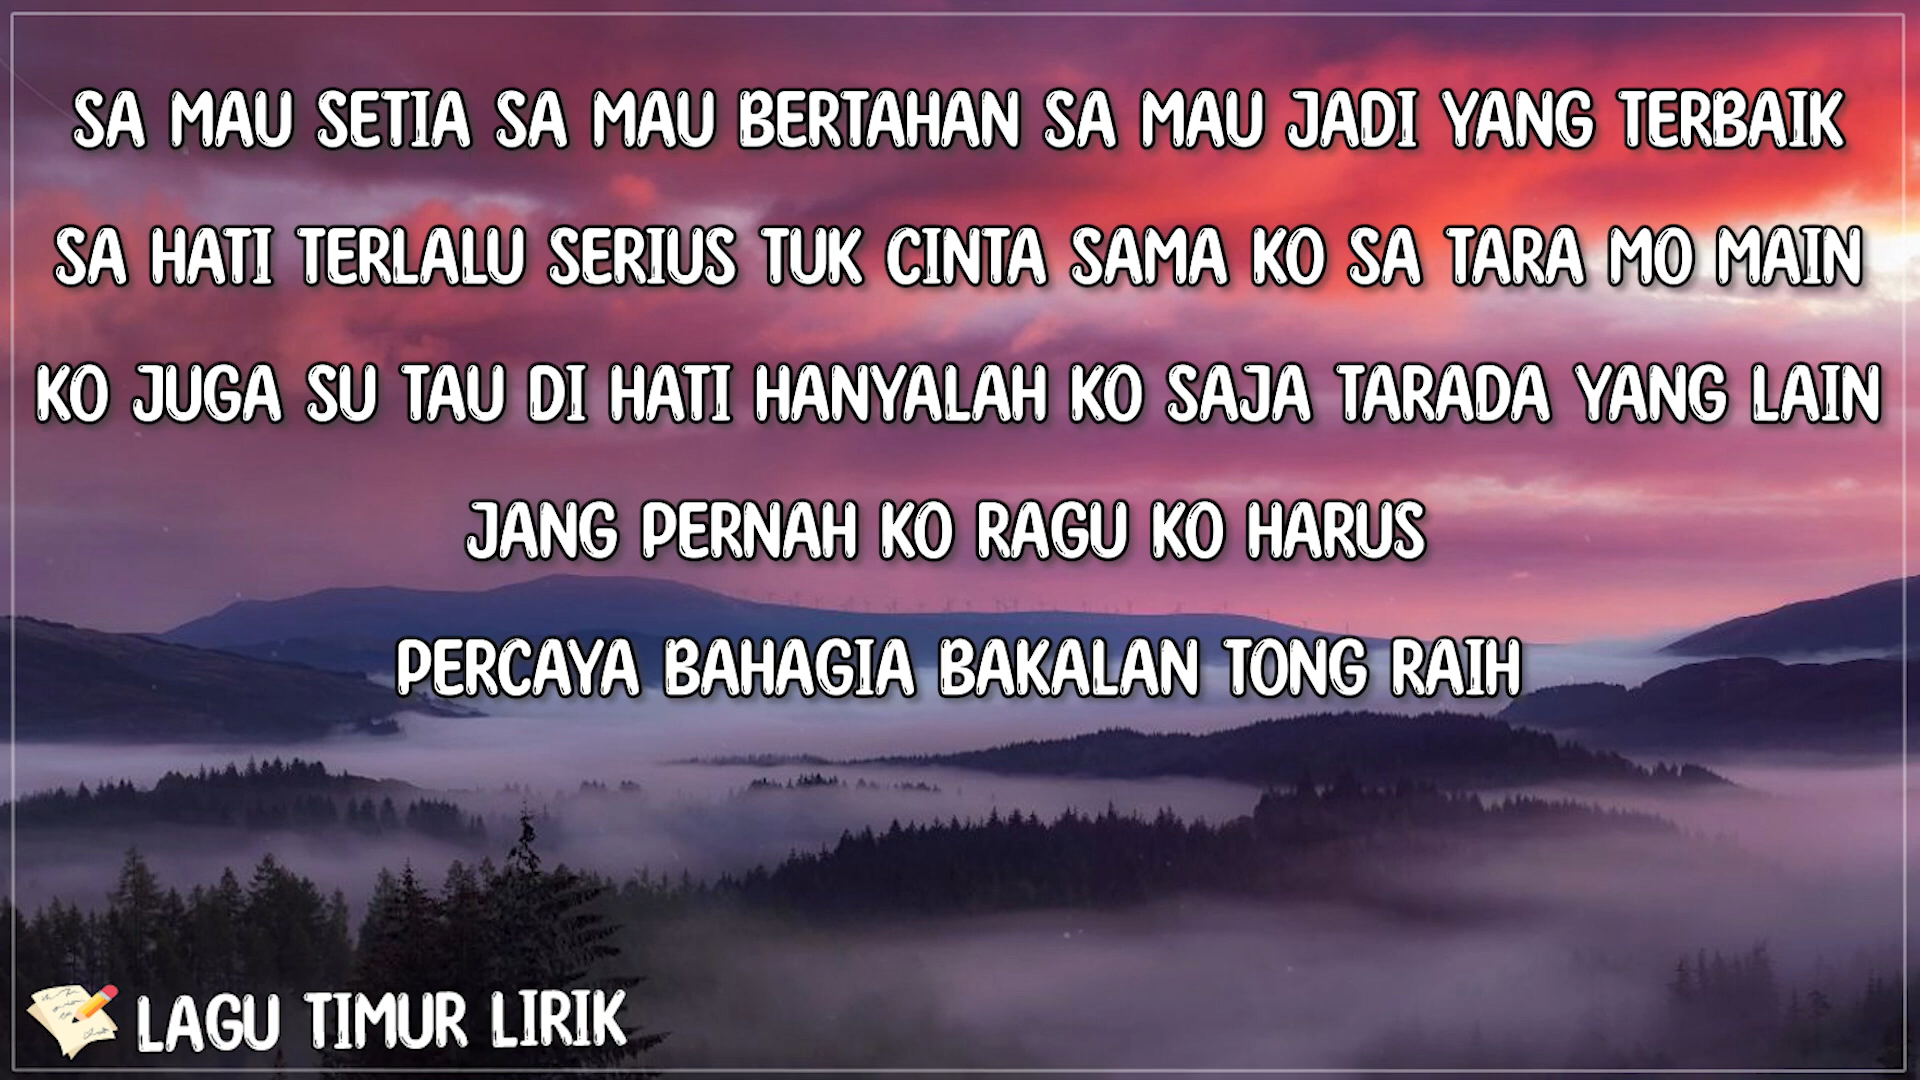 SA MAU SETIA SA MAU BERTAHAN SA MAU JADI YANG TERBAIK
SA HATI TERLALU SERIUS TUK CINTA SAMA KO SA TARA MO MAIN
KO JUGA SU TAU DI HATI HANYALAH KO SAJA TARADA YANG LAIN
JANG PERNAH KO RAGU KO HARUS
PERCAYA BAHAGIA BAKALAN TONG RAIH
LAGU TIMUR LIRIK